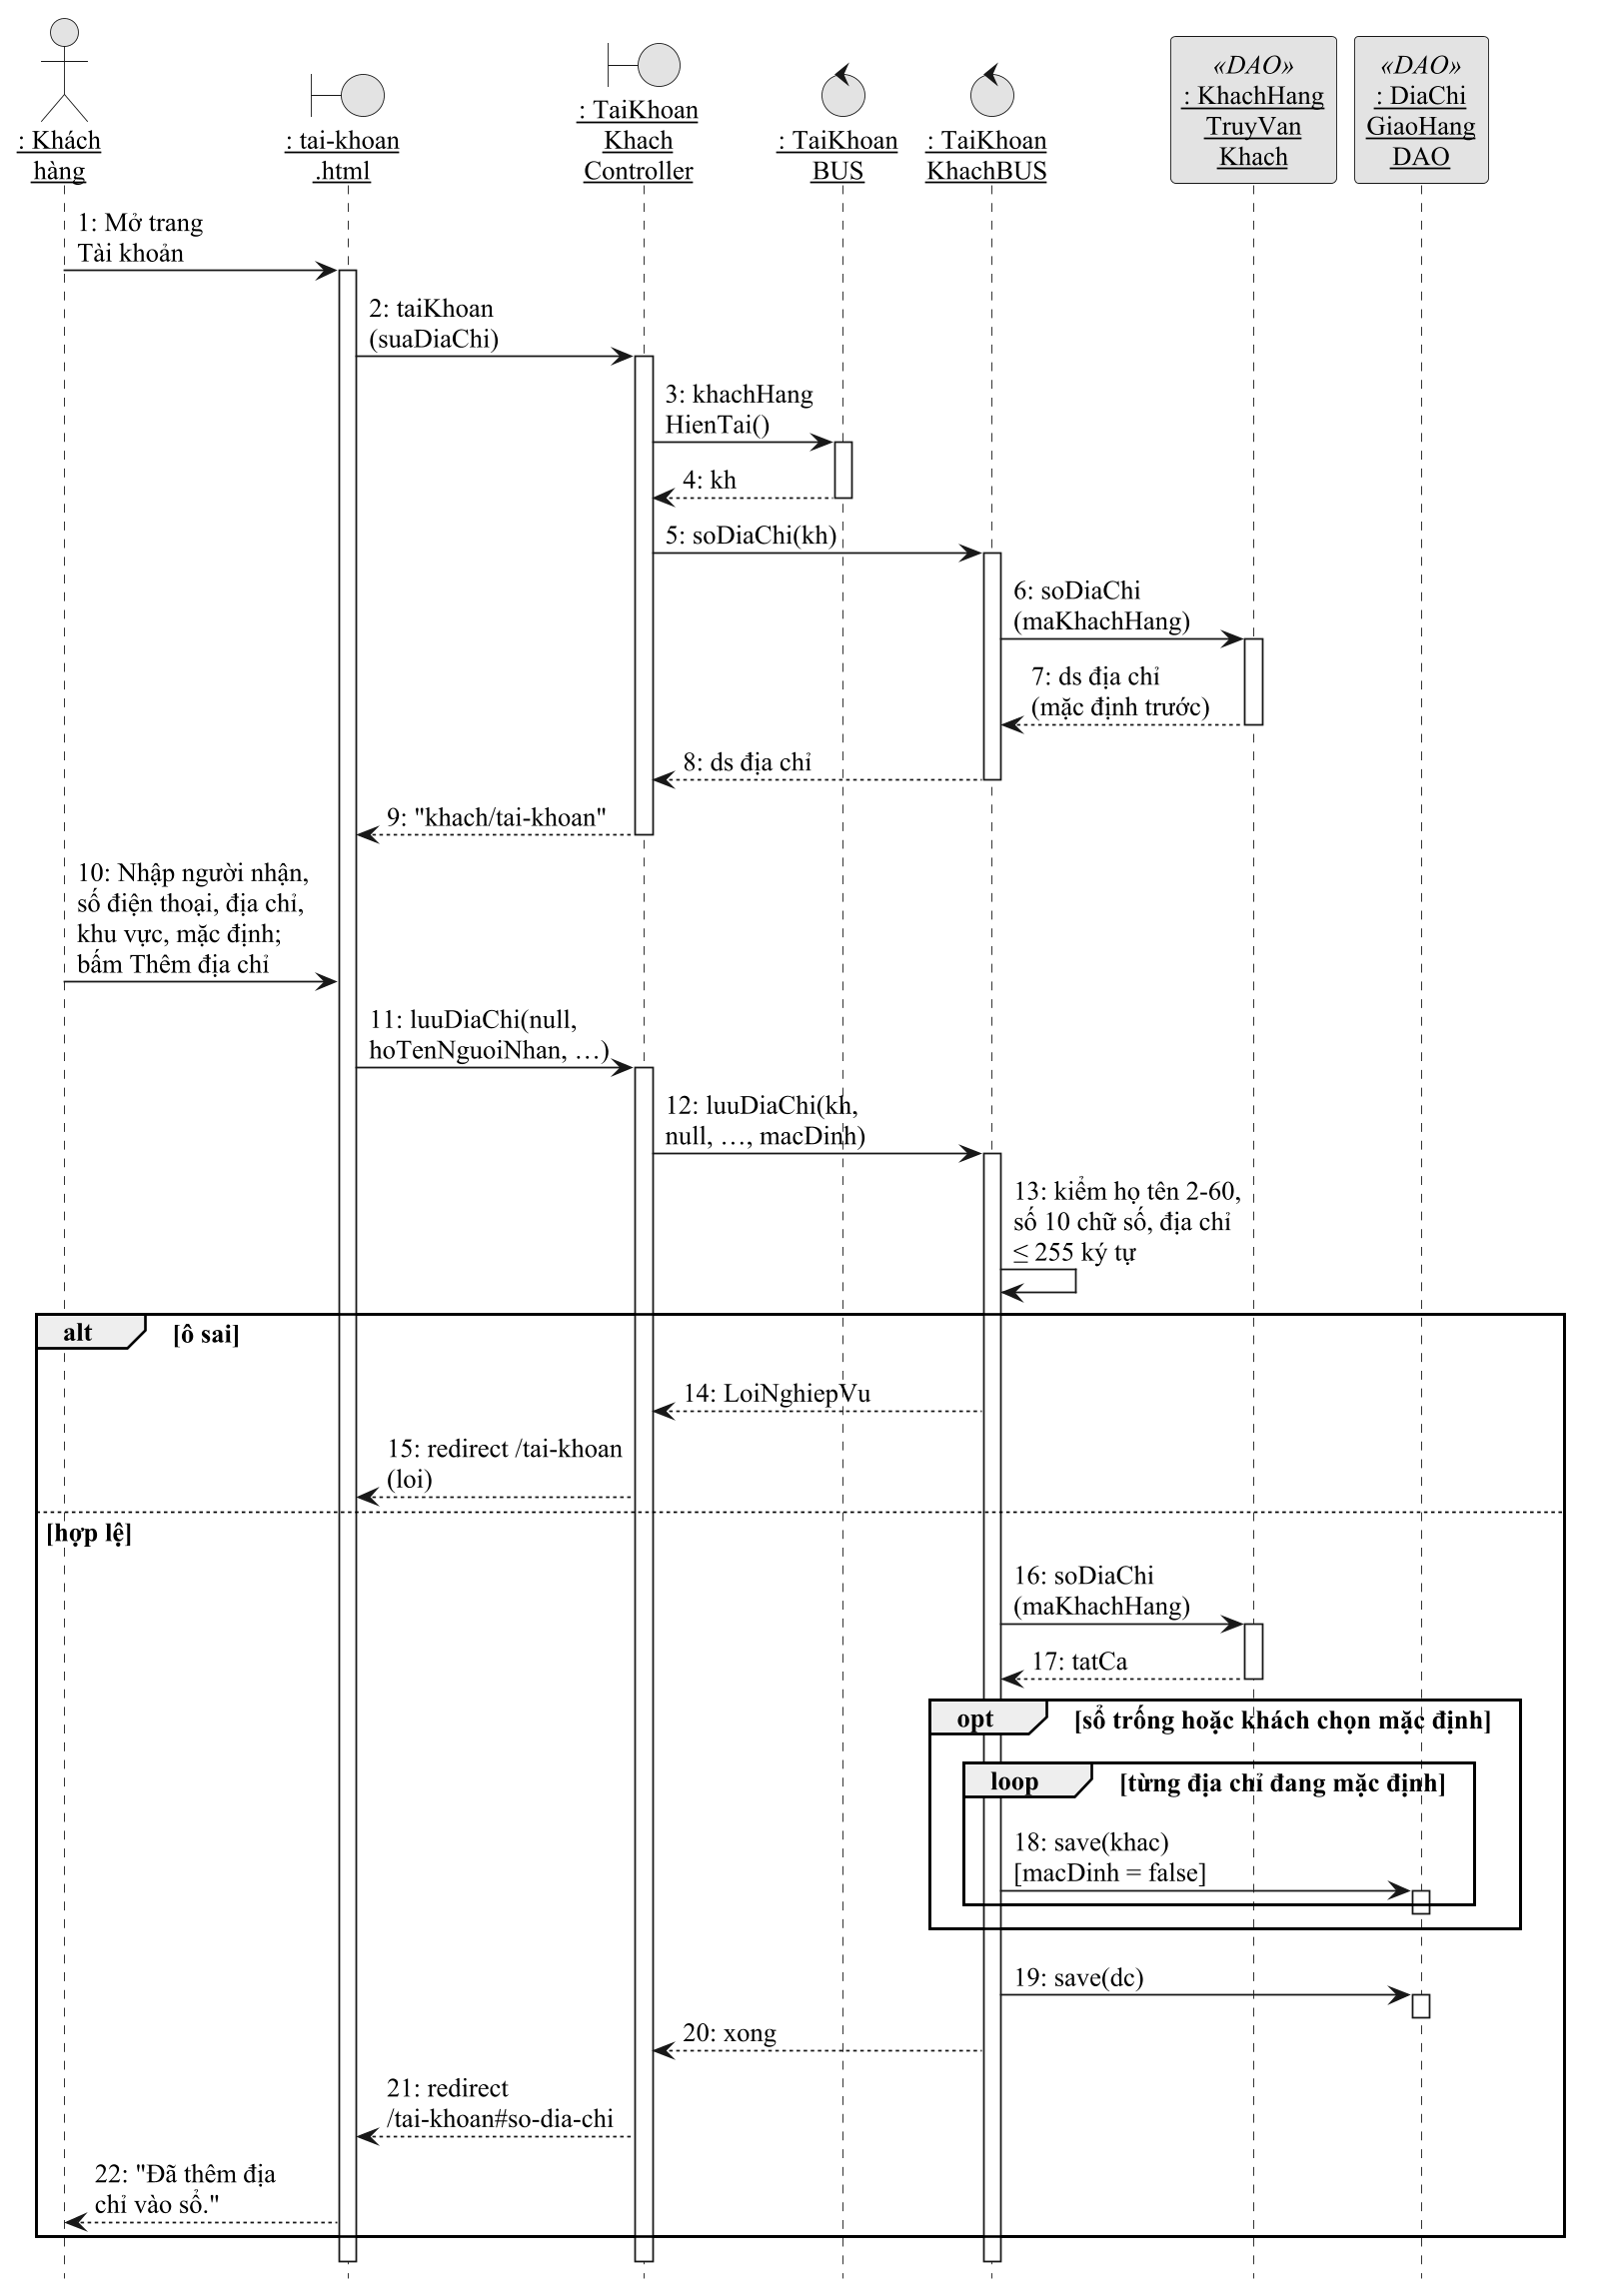 : Khách
hàng
: tai-khoan
.html
: TaiKhoan
Khach
Controller
: TaiKhoan
BUS
: TaiKhoan
KhachBUS
«DAO»
: KhachHang
TruyVan
Khach
«DAO»
: DiaChi
GiaoHang
DAO
1: Mở trang
Tài khoản
2: taiKhoan
(suaDiaChi)
3: khachHang
HienTai()
4: kh
5: soDiaChi(kh)
6: soDiaChi
(maKhachHang)
7: ds địa chỉ
(mặc định trước)
8: ds địa chỉ
9: "khach/tai-khoan"
10: Nhập người nhận,
số điện thoại, địa chỉ,
khu vực, mặc định;
bấm Thêm địa chỉ
11: luuDiaChi(null,
hoTenNguoiNhan, …)
12: luuDiaChi(kh,
null, …, macDinh)
13: kiểm họ tên 2-60,
số 10 chữ số, địa chỉ
≤ 255 ký tự
alt [ô sai]
14: LoiNghiepVu
15: redirect /tai-khoan
(loi)
[hợp lệ]
16: soDiaChi
(maKhachHang)
17: tatCa
opt [sổ trống hoặc khách chọn mặc định]
loop [từng địa chỉ đang mặc định]
18: save(khac)
[macDinh = false]
19: save(dc)
20: xong
21: redirect
/tai-khoan#so-dia-chi
22: "Đã thêm địa
chỉ vào sổ."